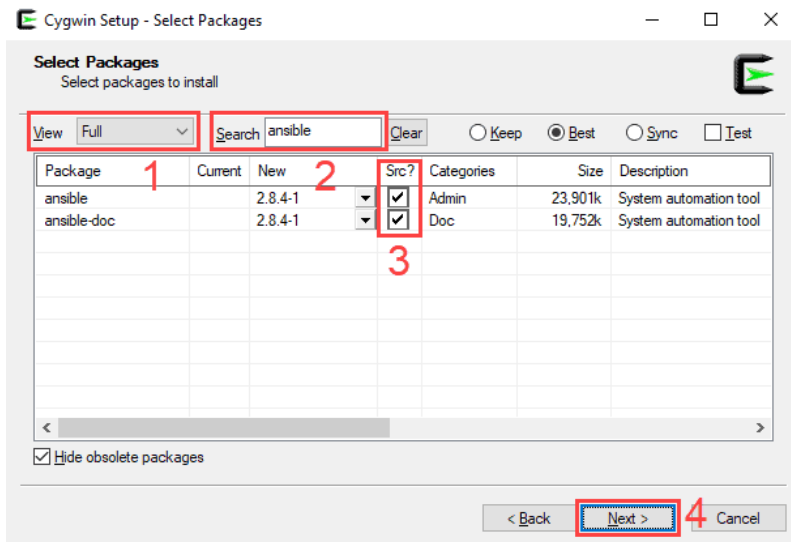 Cygwin Setup - Select Packages
Select Packages
Select packages to install
View Full Search ansible Clear Keep Best Sync Test
1 2 3 4
Package Current New Src? Categories Size Description
ansible 2.8.4-1 Admin 23,901k System automation tool
ansible-doc 2.8.4-1 Doc 19,752k System automation tool
Hide obsolete packages
< Back Next > Cancel